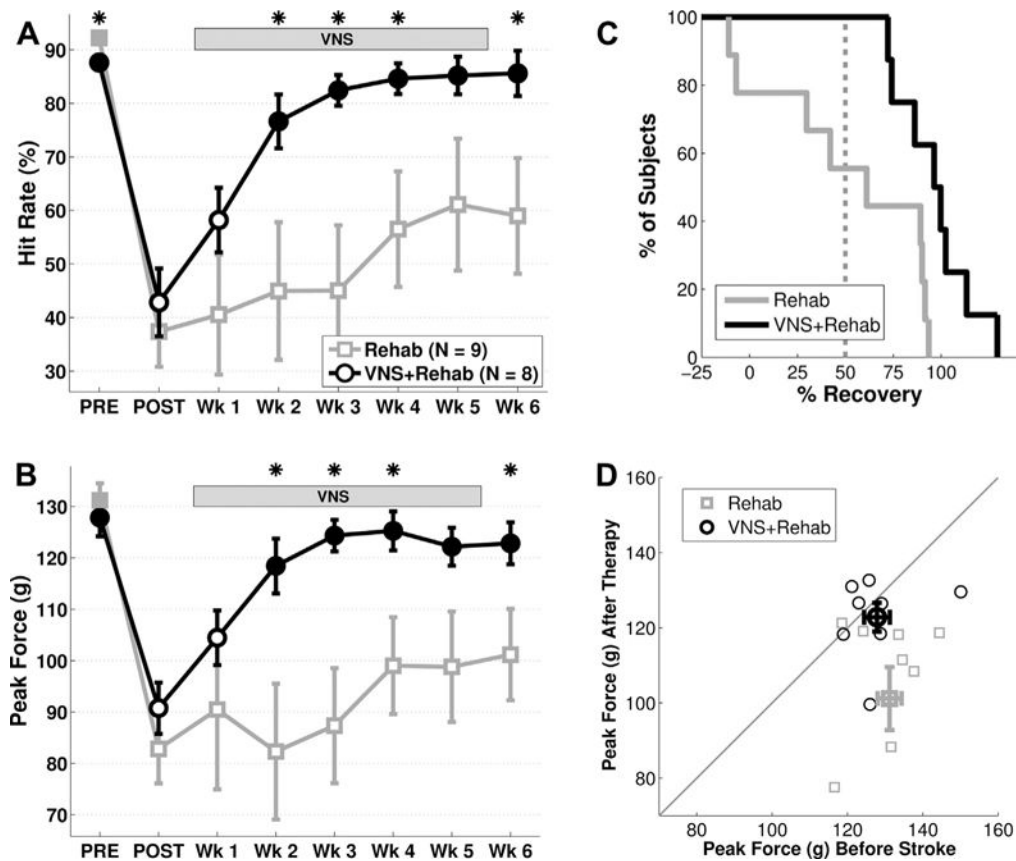 A
*
*
*
*
*
VNS
Hit Rate (%)
90
80
70
60
50
40
30
Rehab (N = 9)
VNS+Rehab (N = 8)
PRE POST Wk 1 Wk 2 Wk 3 Wk 4 Wk 5 Wk 6
C
% of Subjects
100
80
60
40
20
0
Rehab
VNS+Rehab
−25 0 25 50 75 100
% Recovery
B
*
*
*
*
VNS
Peak Force (g)
130
120
110
100
90
80
70
PRE POST Wk 1 Wk 2 Wk 3 Wk 4 Wk 5 Wk 6
D
Peak Force (g) After Therapy
160
140
120
100
80
Rehab
VNS+Rehab
80 100 120 140 160
Peak Force (g) Before Stroke